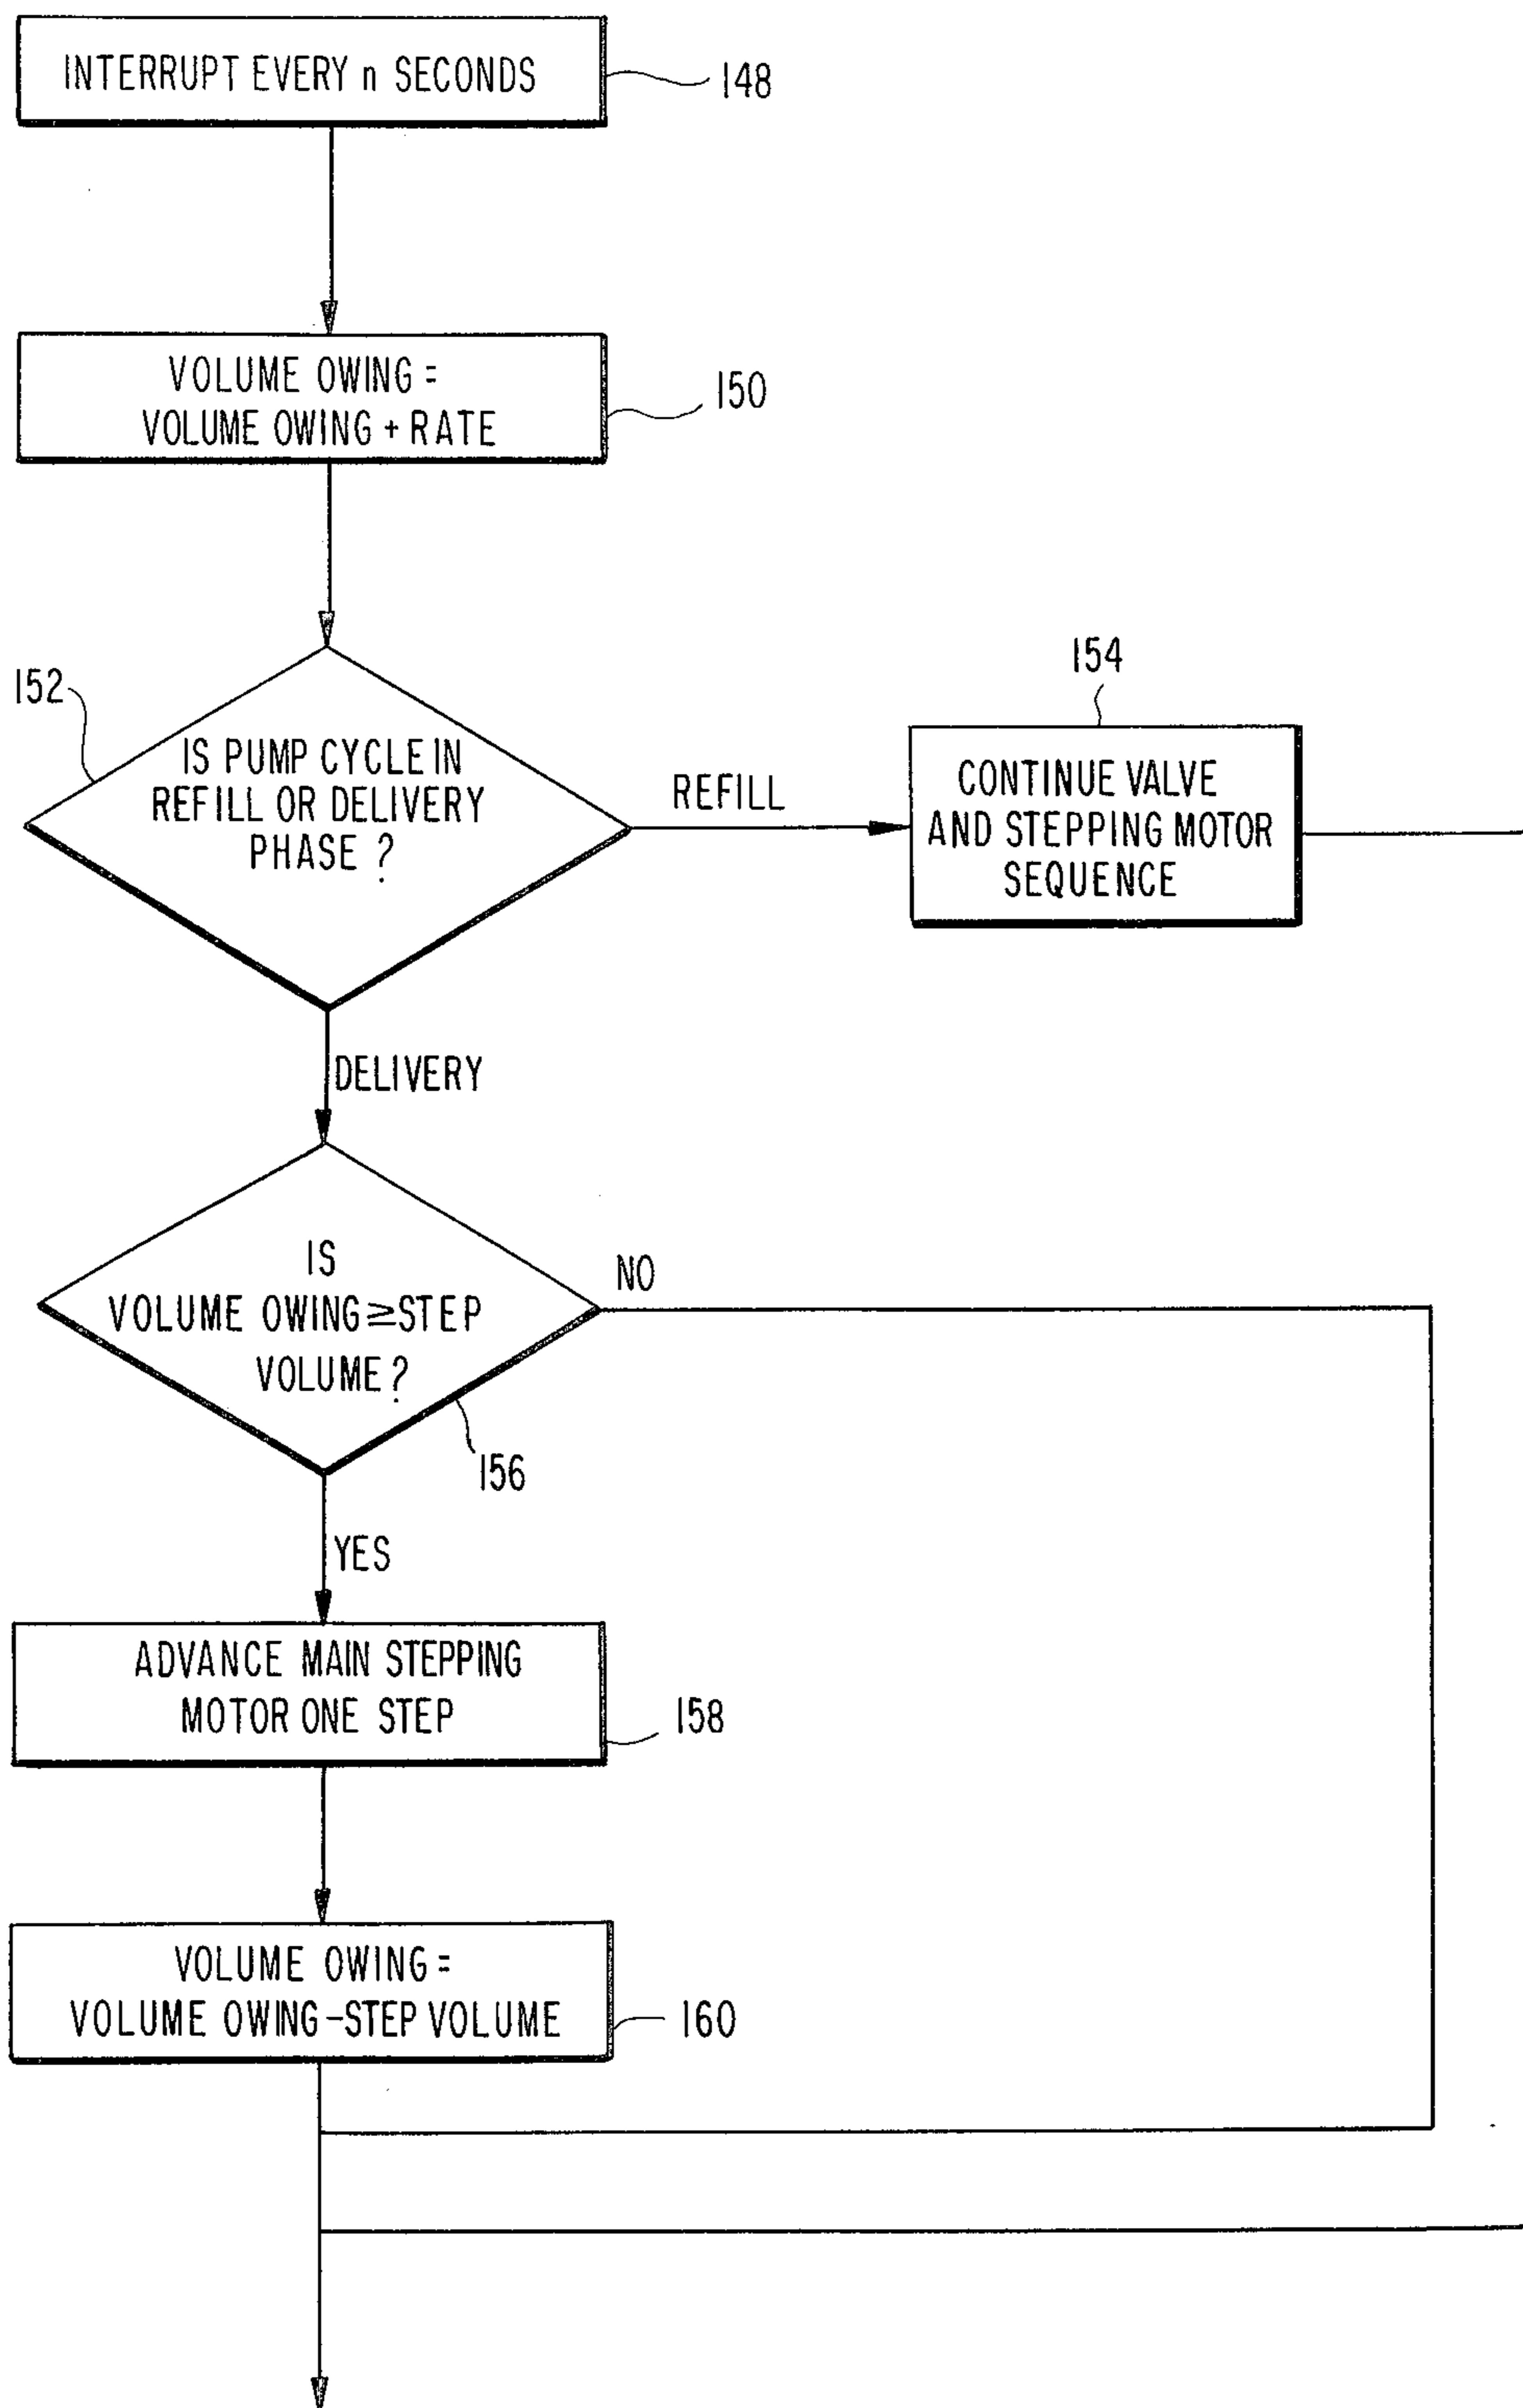 INTERRUPT EVERY n SECONDS
148
VOLUME OWING =
VOLUME OWING + RATE
150
152
IS PUMP CYCLE IN
REFILL OR DELIVERY
PHASE ?
REFILL
154
CONTINUE VALVE
AND STEPPING MOTOR
SEQUENCE
DELIVERY
IS
VOLUME OWING ≥ STEP
VOLUME ?
NO
156
YES
ADVANCE MAIN STEPPING
MOTOR ONE STEP
158
VOLUME OWING =
VOLUME OWING – STEP VOLUME
160